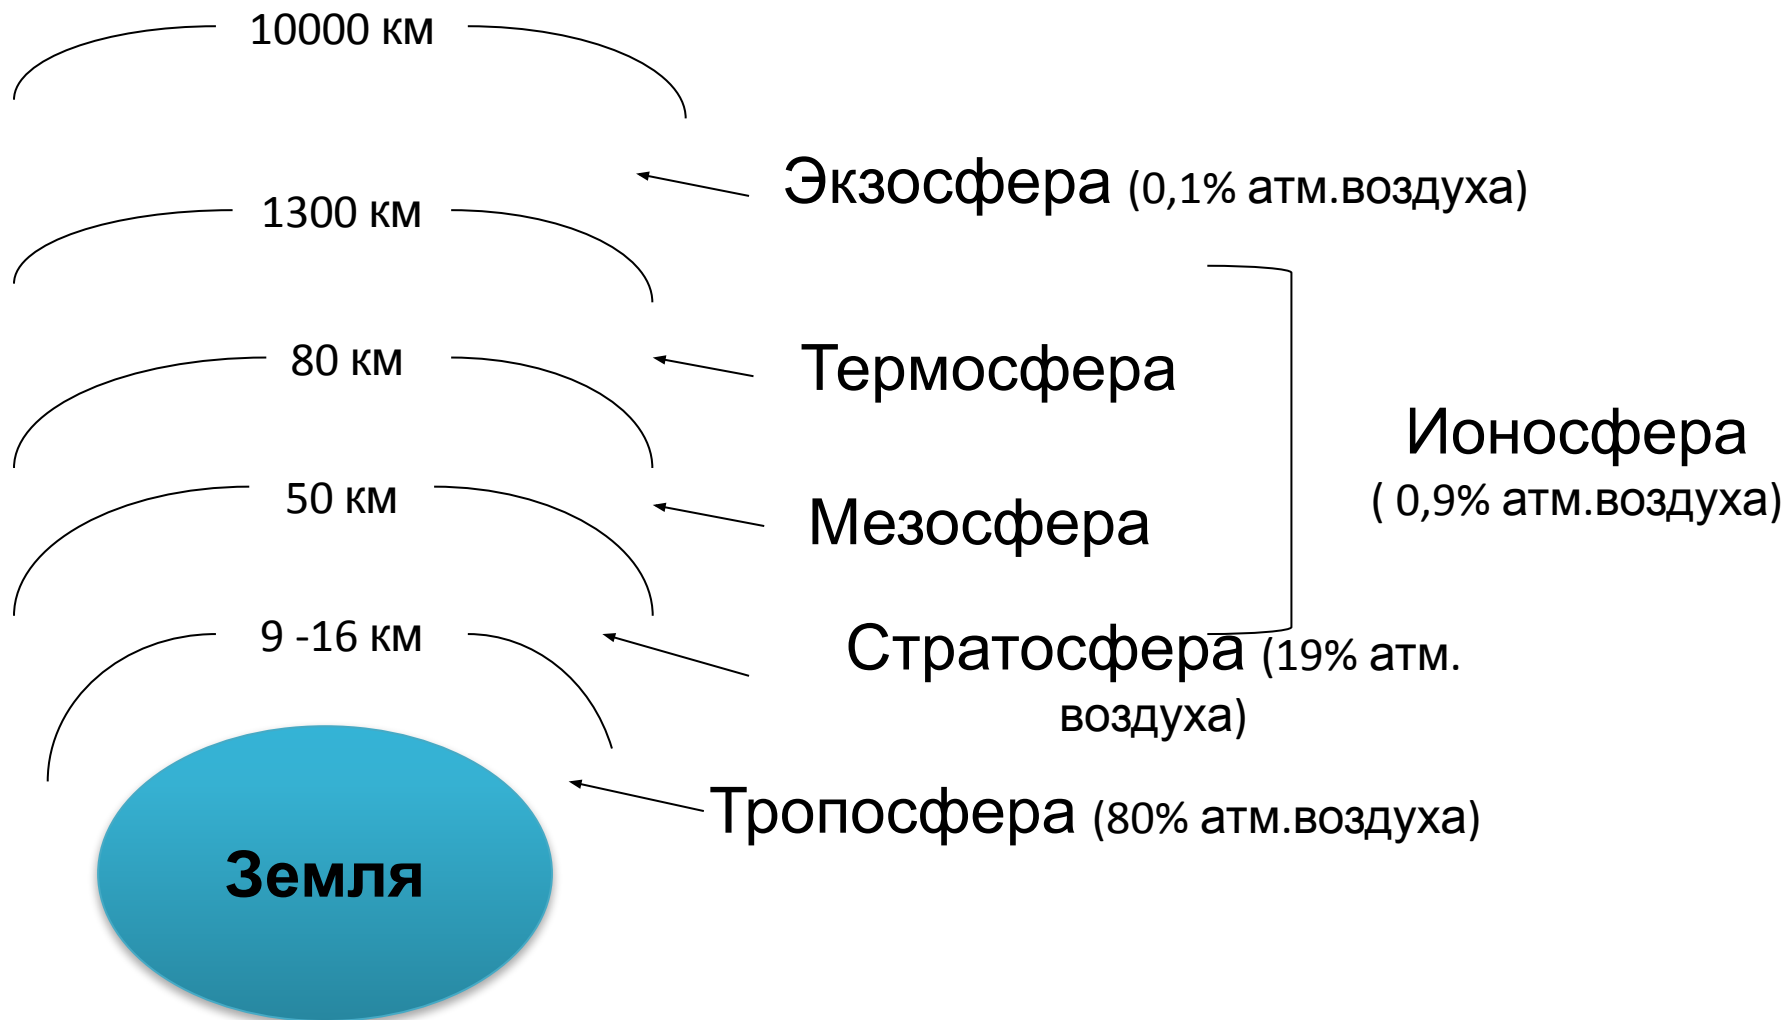 10000 км
Экзосфера (0,1% атм.воздуха)
1300 км
80 км
Термосфера
Ионосфера
( 0,9% атм.воздуха)
50 км
Мезосфера
9 -16 км
Стратосфера (19% атм.
воздуха)
Тропосфера (80% атм.воздуха)
Земля